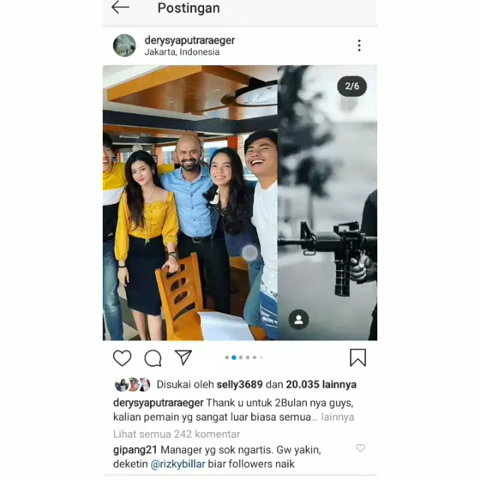 Postingan
derysyaputraraeger
Jakarta, Indonesia
2/6
Disukai oleh selly3689 dan 20.035 lainnya
derysyaputraraeger Thank u untuk 2Bulan nya guys,
kalian pemain yg sangat luar biasa semua... lainnya
Lihat semua 242 komentar
gipang21 Manager yg sok ngartis. Gw yakin,
deketin @rizkybillar biar followers naik